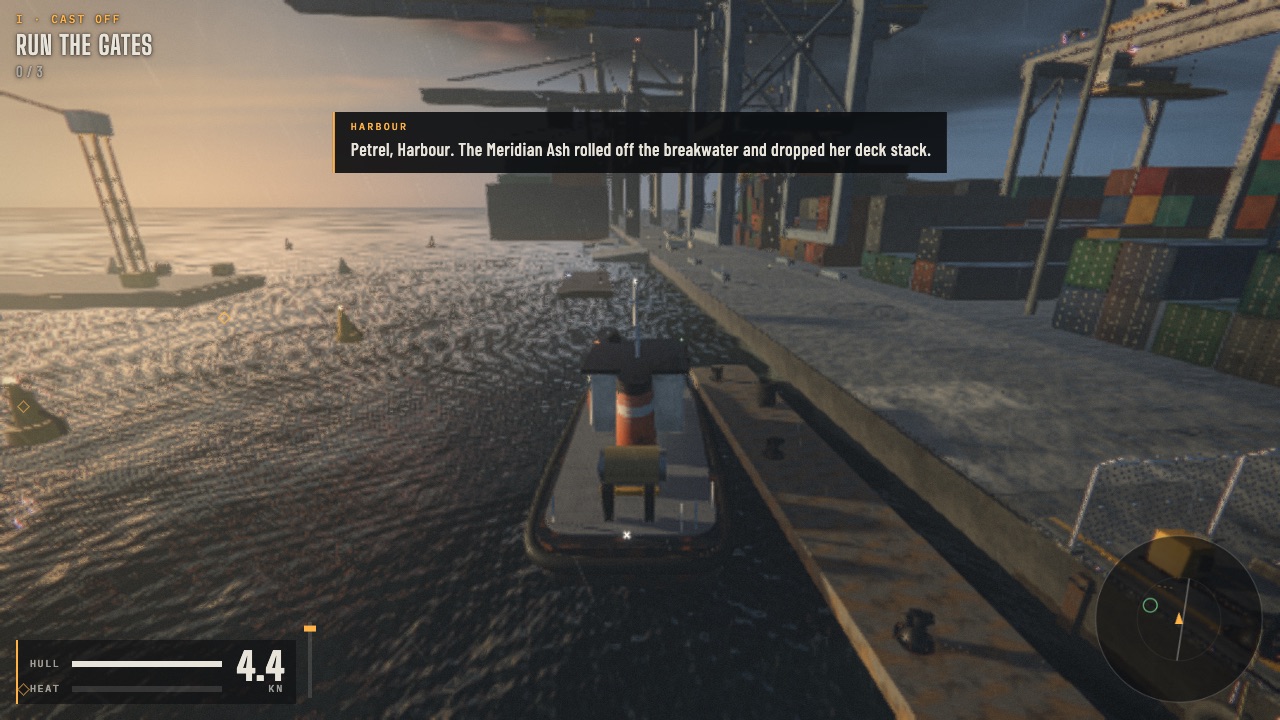 I · CAST OFF
RUN THE GATES
0/3
HARBOUR
Petrel, Harbour. The Meridian Ash rolled off the breakwater and dropped her deck stack.
HULL
4.4
HEAT
KN